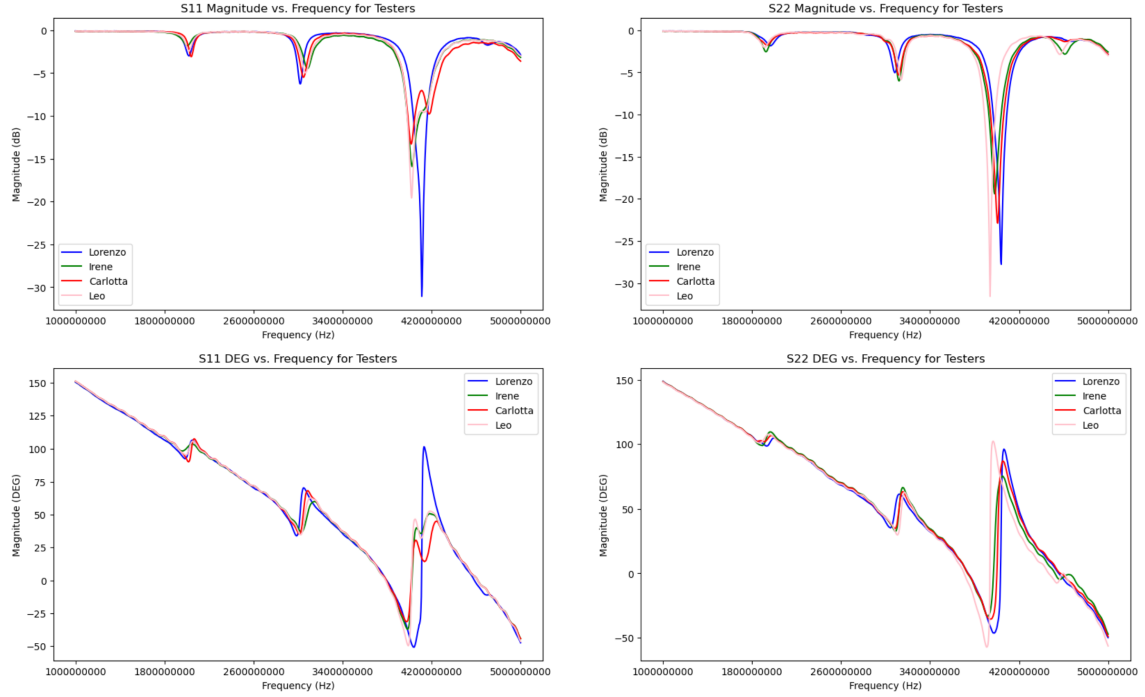 S11 Magnitude vs. Frequency for Testers
0
−5
−10
−15
−20
−25
−30
Magnitude (dB)
Lorenzo
Irene
Carlotta
Leo
1000000000 1800000000 2600000000 3400000000 4200000000 5000000000
Frequency (Hz)
S22 Magnitude vs. Frequency for Testers
0
−5
−10
−15
−20
−25
−30
Magnitude (dB)
Lorenzo
Irene
Carlotta
Leo
1000000000 1800000000 2600000000 3400000000 4200000000 5000000000
Frequency (Hz)
S11 DEG vs. Frequency for Testers
150
125
100
75
50
25
0
−25
−50
Magnitude (DEG)
Lorenzo
Irene
Carlotta
Leo
1000000000 1800000000 2600000000 3400000000 4200000000 5000000000
Frequency (Hz)
S22 DEG vs. Frequency for Testers
150
100
50
0
−50
Magnitude (DEG)
Lorenzo
Irene
Carlotta
Leo
1000000000 1800000000 2600000000 3400000000 4200000000 5000000000
Frequency (Hz)